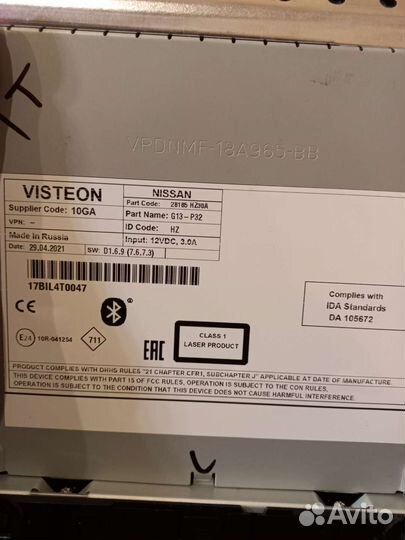 VPDNMF-18A965-BB
VISTEON
NISSAN
Supplier Code: 10GA
Part Code: 28185 HZ30A
VPN: -
Part Name: G13-P32
Made in Russia
ID Code: HZ
Input: 12VDC, 3.0A
Date: 29.04.2021
SW: D1.6.9 (7.6.7.3)
17BIL4T0047
Complies with
IDA Standards
DA 105672
CE
E24 10R-041254
711
EAC
CLASS 1
LASER PRODUCT
PRODUCT COMPLIES WITH DHHS RULES "21 CHAPTER CFR1, SUBCHAPTER J" APPLICABLE AT DATE OF MANUFACTURE.
THIS DEVICE COMPLIES WITH PART 15 OF FCC RULES. OPERATION IS SUBJECT TO THE CON RULES.
OPERATION IS SUBJECT TO THE CONDITION THAT THIS DEVICE DOES NOT CAUSE HARMFUL INTERFERENCE.
Avito